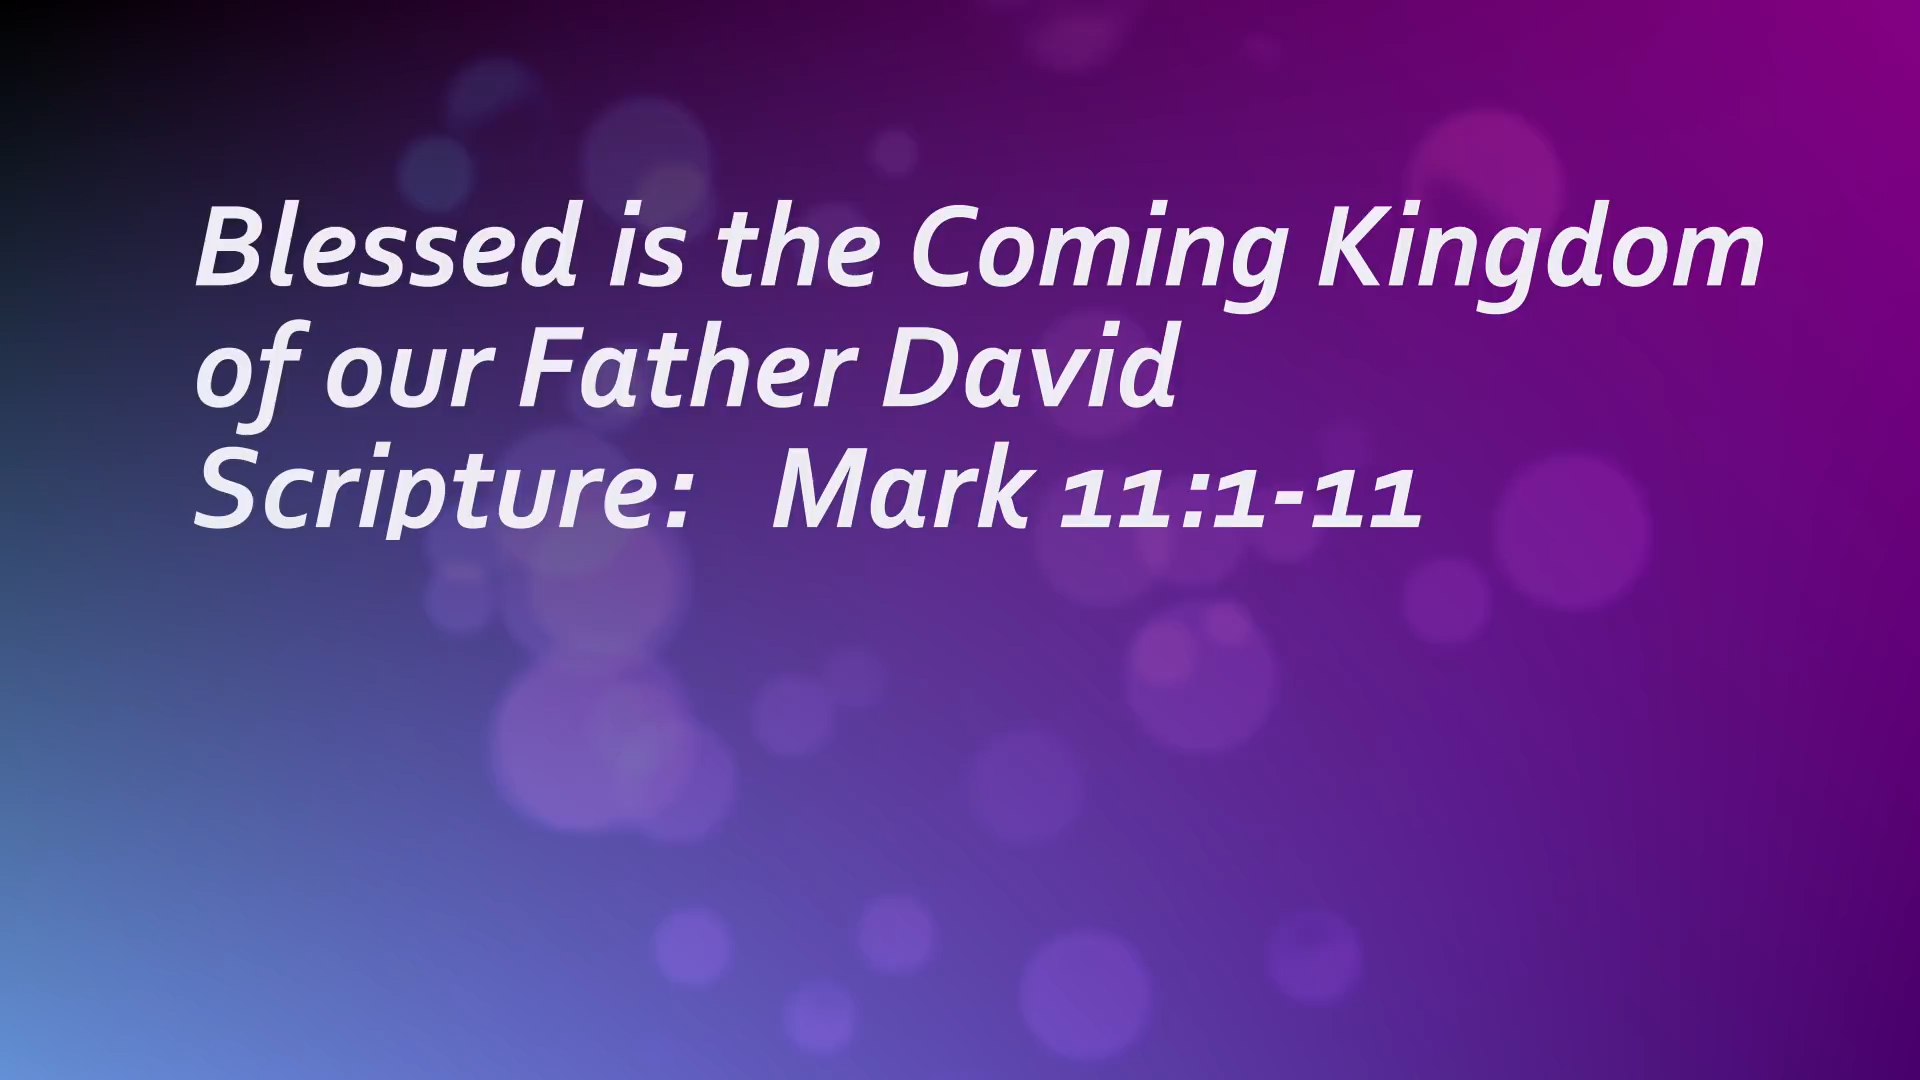 Blessed is the Coming Kingdom
of our Father David
Scripture:   Mark 11:1-11